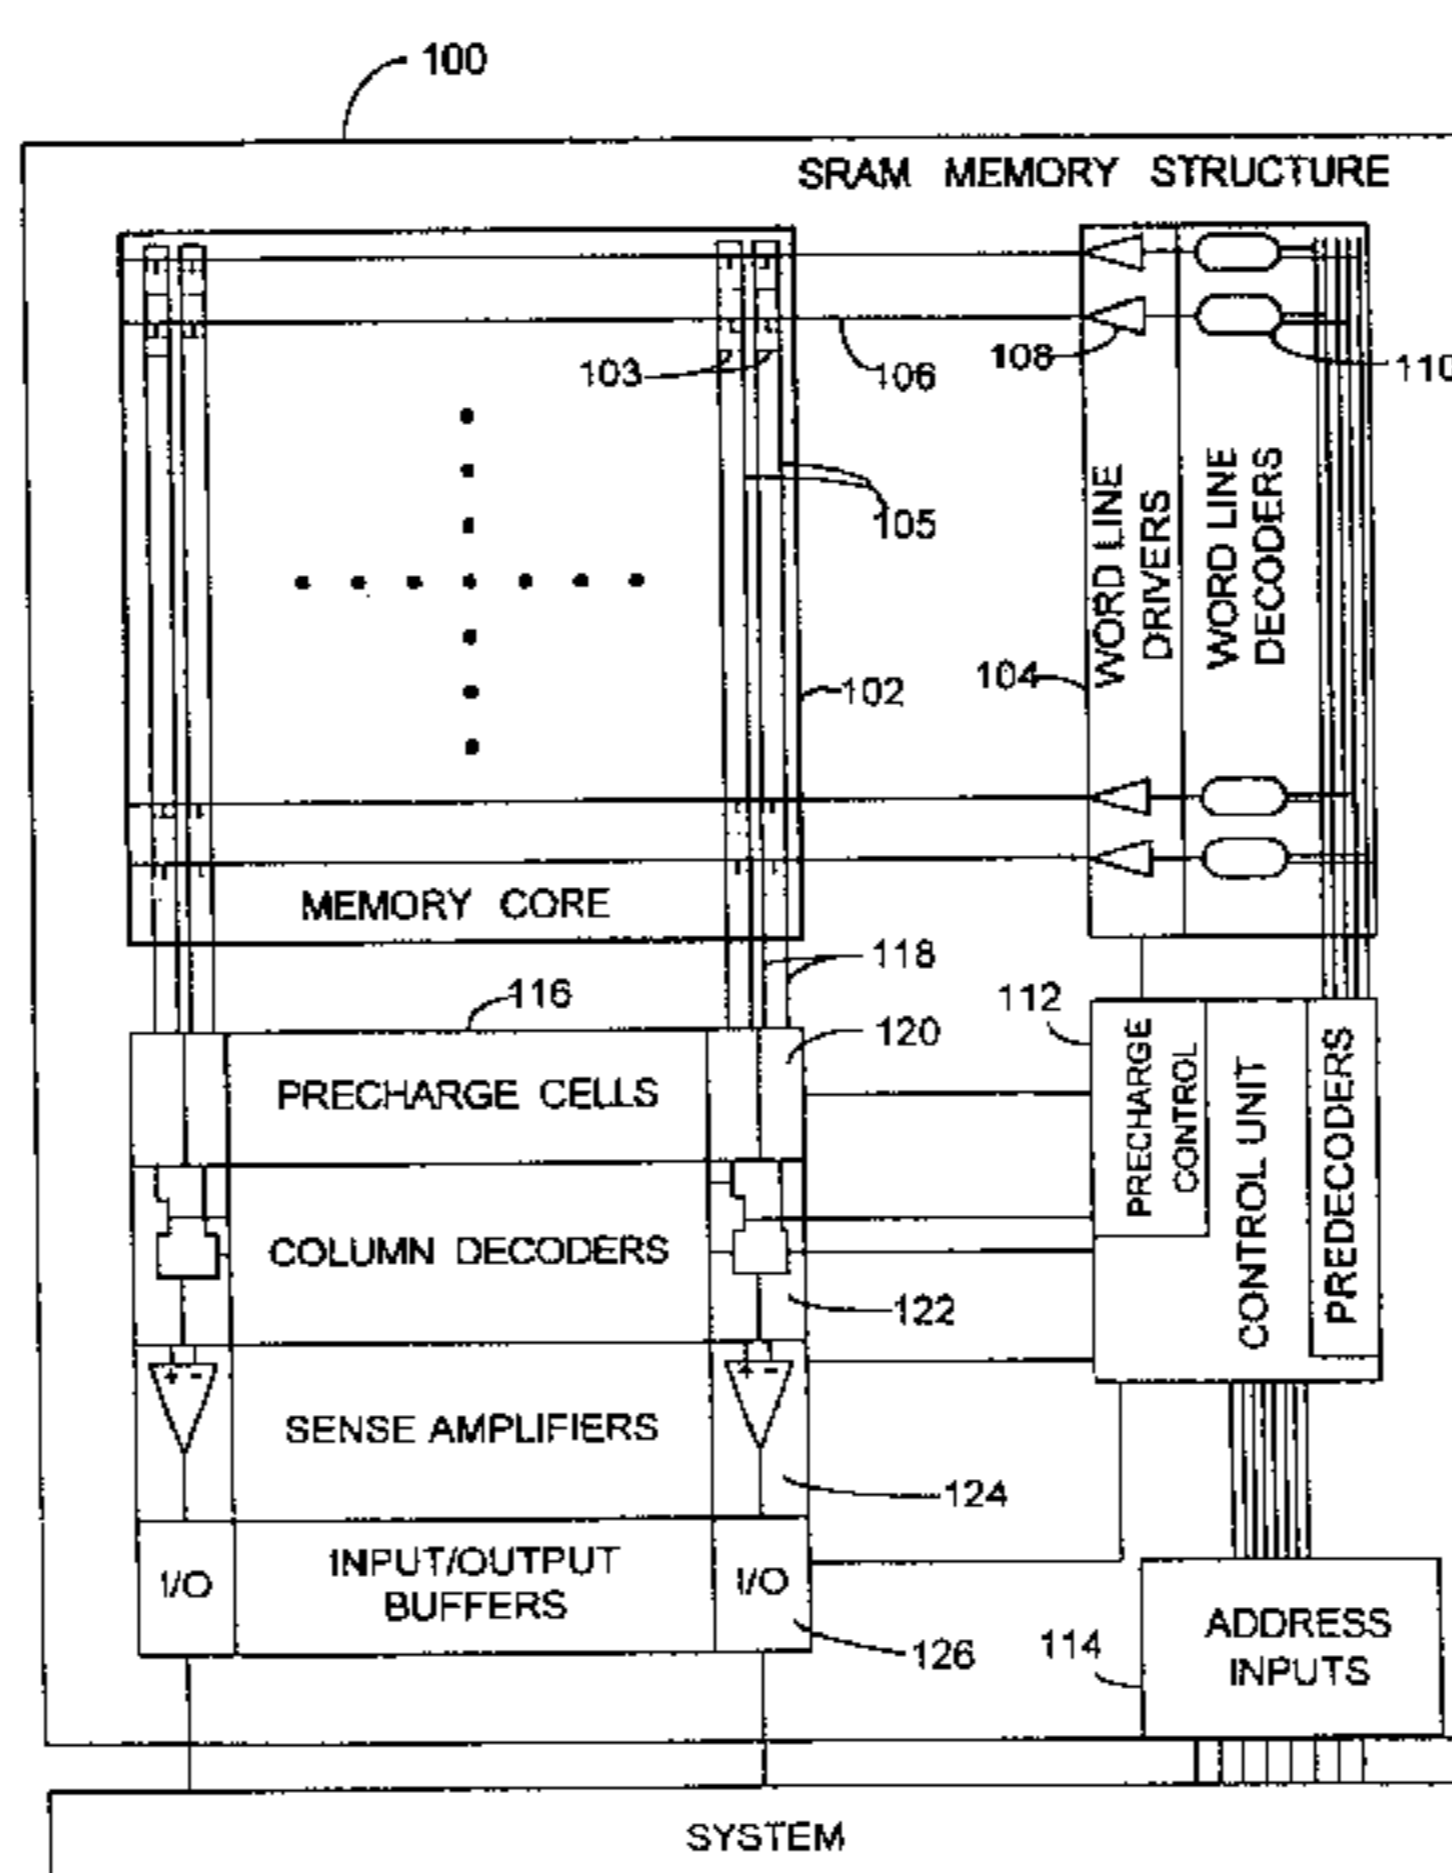 100
SRAM MEMORY STRUCTURE
103
106
108
110
105
WORD LINE
DRIVERS
WORD LINE
DECODERS
104
102
MEMORY CORE
118
116
112
120
PRECHARGE CELLS
PRECHARGE
CONTROL
CONTROL UNIT
PREDECODERS
COLUMN DECODERS
122
+ -
+ -
SENSE AMPLIFIERS
124
I/O
INPUT/OUTPUT
BUFFERS
I/O
126
114
ADDRESS
INPUTS
SYSTEM